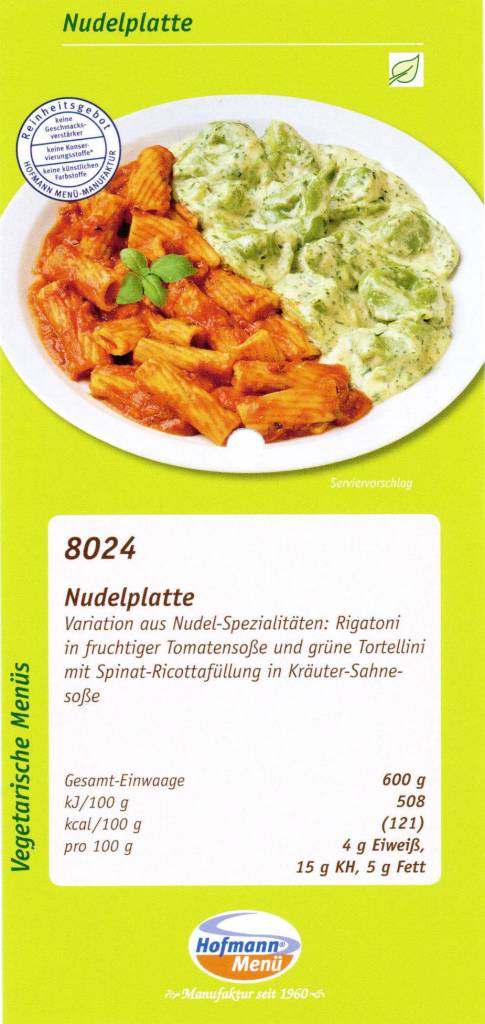 Nudelplatte
Reinheitsgebot
keine
Geschmacks-
verstärker
keine Konser-
vierungsstoffe*
keine künstlichen
Farbstoffe
HOFMANN MENÜ-MANUFAKTUR
Serviervorschlag
8024
Nudelplatte
Variation aus Nudel-Spezialitäten: Rigatoni
in fruchtiger Tomatensoße und grüne Tortellini
mit Spinat-Ricottafüllung in Kräuter-Sahne-
soße
Gesamt-Einwaage 600 g
kJ/100 g 508
kcal/100 g (121)
pro 100 g 4 g Eiweiß,
15 g KH, 5 g Fett
Vegetarische Menüs
Hofmann®
Menü
Manufaktur seit 1960